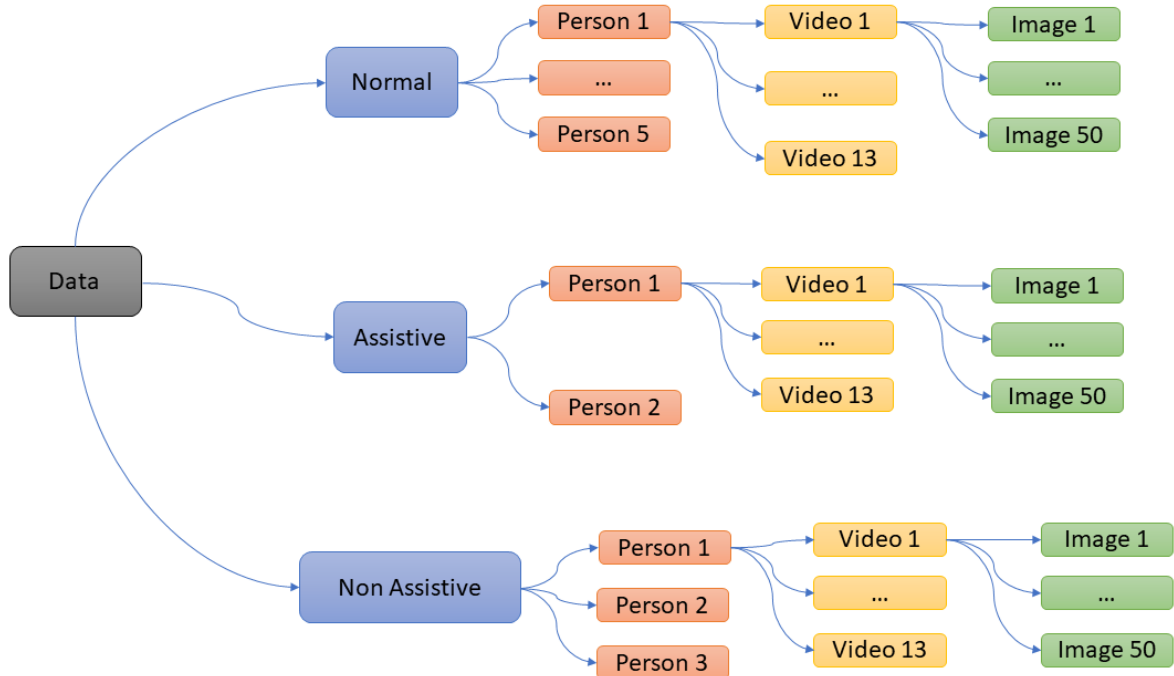 Data
Normal
Person 1
...
Person 5
Video 1
...
Video 13
Image 1
...
Image 50
Assistive
Person 1
Person 2
Video 1
...
Video 13
Image 1
...
Image 50
Non Assistive
Person 1
Person 2
Person 3
Video 1
...
Video 13
Image 1
...
Image 50